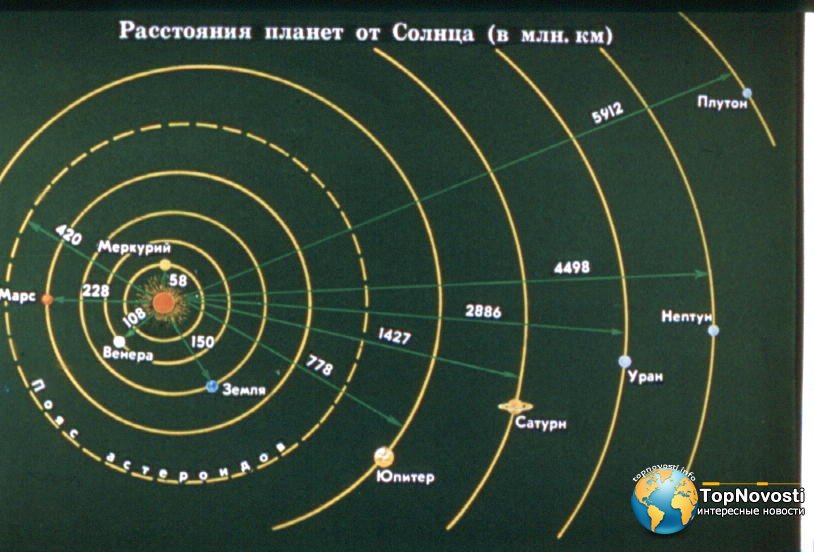 Расстояния планет от Солнца (в млн. км)
Плутон
5912
420
Меркурий
58
4498
Марс
228
108
150
2886
Нептун
1427
Венера
778
Уран
Земля
Сатурн
Пояс астероидов
Юпитер
topnovosti.info
TopNovosti
интересные новости